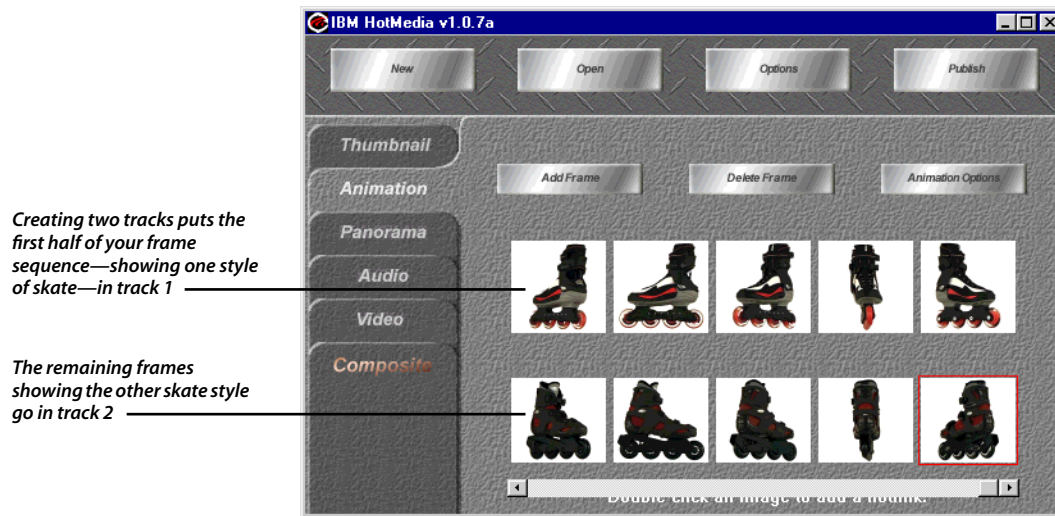 IBM HotMedia v1.0.7a
New
Open
Options
Publish
Thumbnail
Animation
Panorama
Audio
Video
Composite
Add Frame
Delete Frame
Animation Options
Creating two tracks puts the
first half of your frame
sequence—showing one style
of skate—in track 1
The remaining frames
showing the other skate style
go in track 2
Double click an image to add a hotlink.